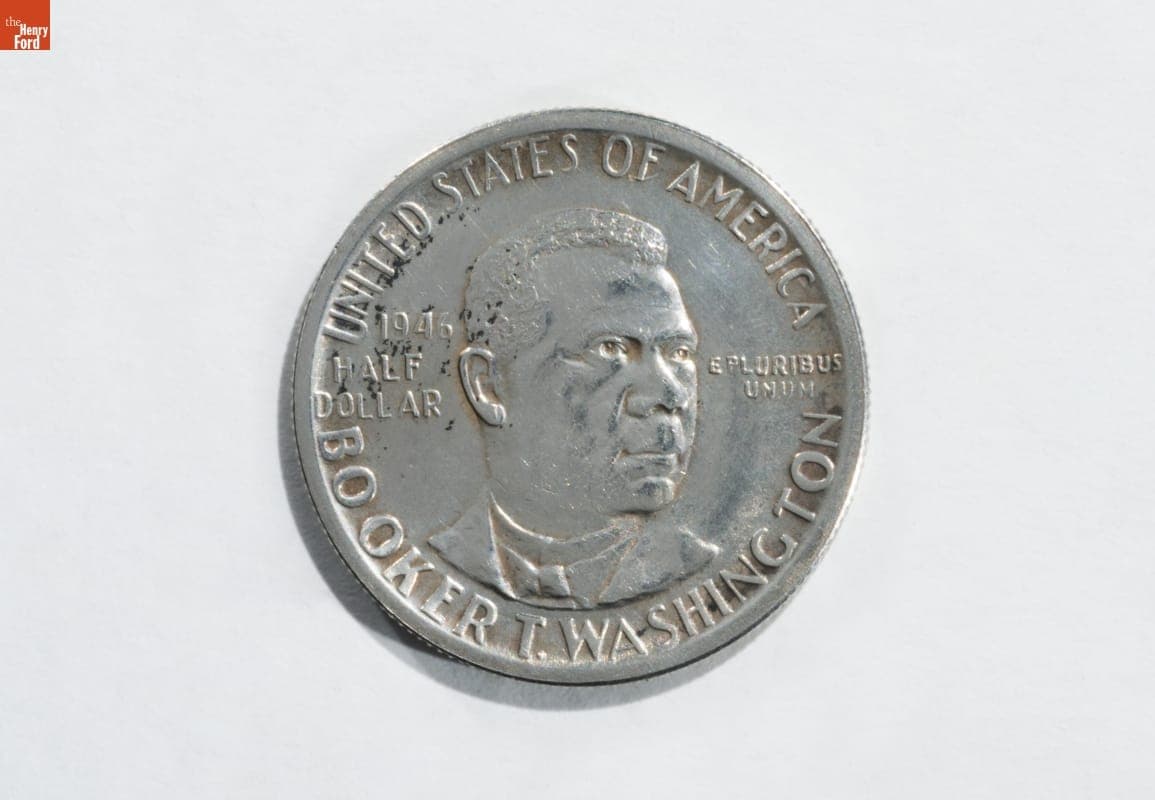 the
Henry
Ford
UNITED STATES OF AMERICA
1946
HALF
DOLLAR
E PLURIBUS
UNUM
BOOKER T. WASHINGTON